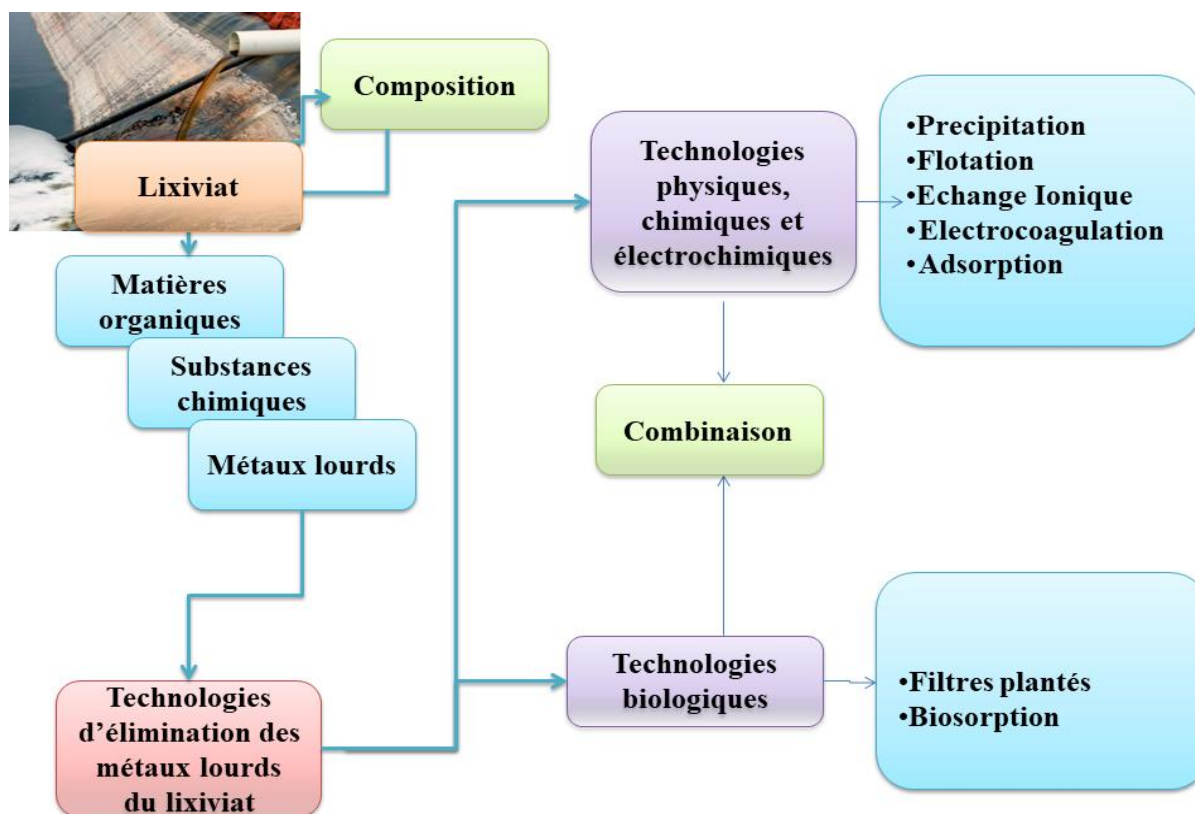 Composition
Lixiviat
Matières
organiques
Substances
chimiques
Métaux lourds
Technologies
d’élimination des
métaux lourds
du lixiviat
Technologies
physiques,
chimiques et
électrochimiques
•Precipitation
•Flotation
•Echange Ionique
•Electrocoagulation
•Adsorption
Combinaison
Technologies
biologiques
•Filtres plantés
•Biosorption